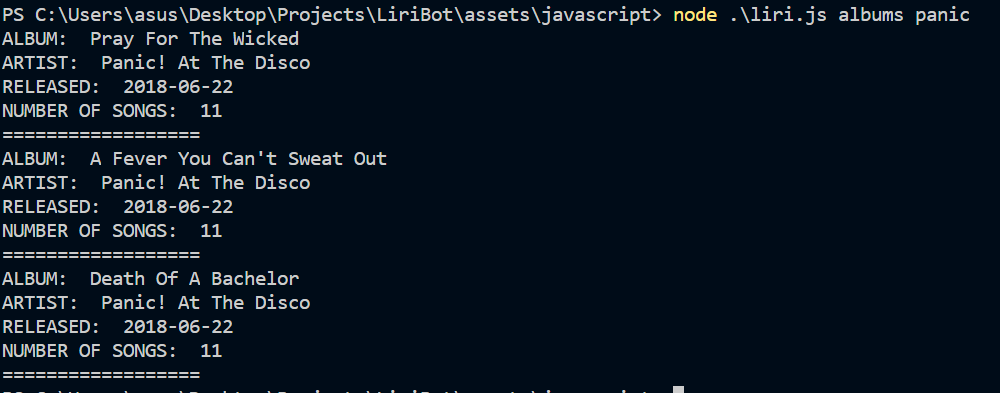 PS C:\Users\asus\Desktop\Projects\LiriBot\assets\javascript> node .\liri.js albums panic
ALBUM:  Pray For The Wicked
ARTIST:  Panic! At The Disco
RELEASED:  2018-06-22
NUMBER OF SONGS:  11
==================
ALBUM:  A Fever You Can't Sweat Out
ARTIST:  Panic! At The Disco
RELEASED:  2018-06-22
NUMBER OF SONGS:  11
==================
ALBUM:  Death Of A Bachelor
ARTIST:  Panic! At The Disco
RELEASED:  2018-06-22
NUMBER OF SONGS:  11
==================